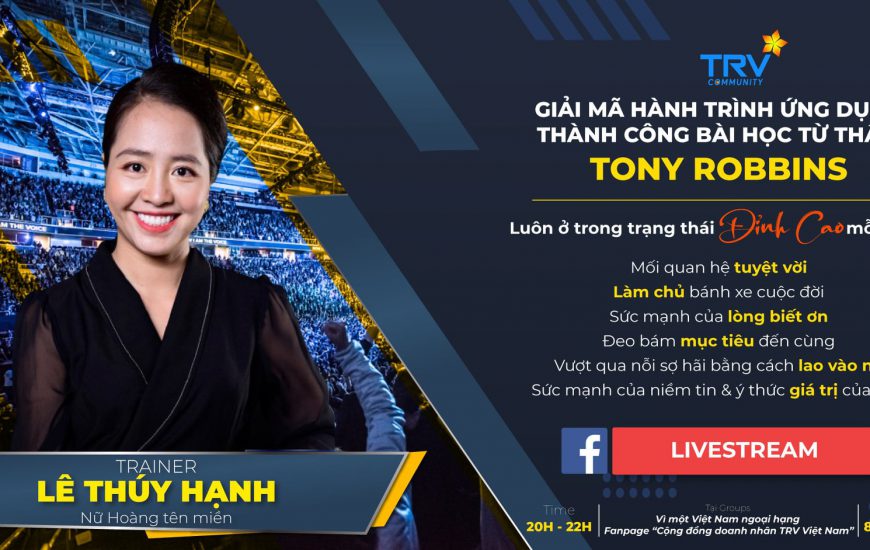 TRV
COMMUNITY
GIẢI MÃ HÀNH TRÌNH ỨNG
THÀNH CÔNG BÀI HỌC TỪ
TONY ROBBINS
Luôn ở trong trạng thái Đỉnh Cao
Mối quan hệ tuyệt vời
Làm chủ bánh xe cuộc đời
Sức mạnh của lòng biết ơn
Đeo bám mục tiêu đến cùng
Vượt qua nỗi sợ hãi bằng cách lao vào
Sức mạnh của niềm tin & ý thức giá trị của
LIVESTREAM
TRAINER
LÊ THÚY HẠNH
Nữ Hoàng tên miền
Time
20H - 22H
Tại Groups
Vì một Việt Nam ngoại hạng
Fanpage “Cộng đồng doanh nhân TRV Việt Nam”
8
I AM THE VOICE